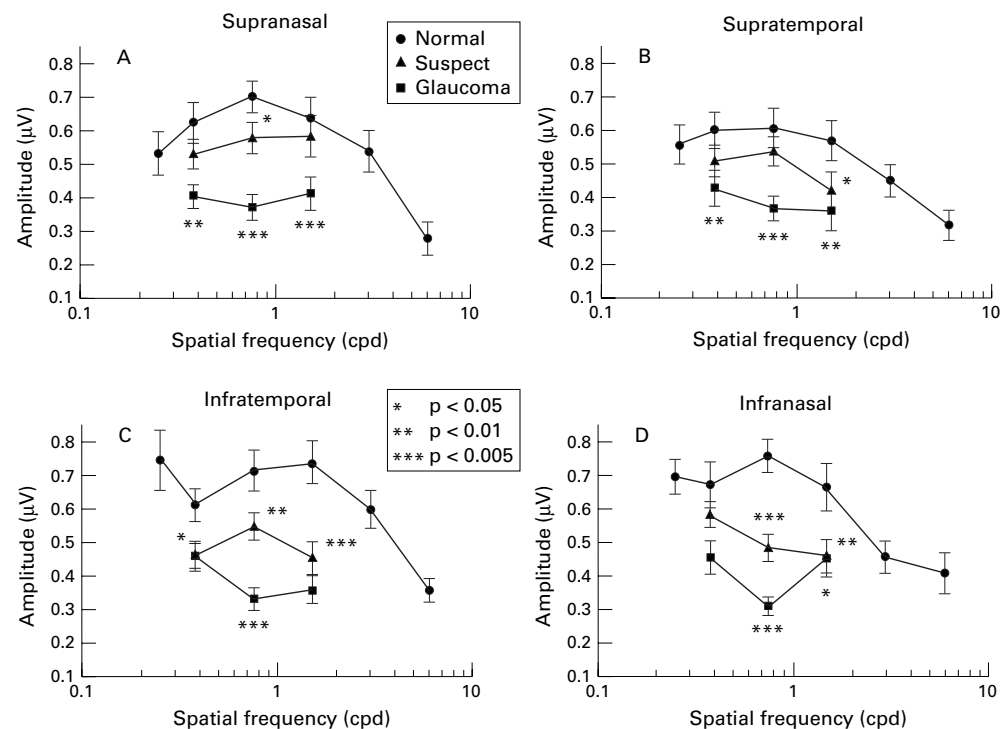 Supranasal
A
Normal
Suspect
Glaucoma
Amplitude (μV)
0.8
0.7
0.6
0.5
0.4
0.3
0.2
0.1
*
** *** ***
0.1 1 10
Spatial frequency (cpd)
Supratemporal
B
Amplitude (μV)
0.8
0.7
0.6
0.5
0.4
0.3
0.2
0.1
*
** *** **
0.1 1 10
Spatial frequency (cpd)
Infratemporal
C
* p < 0.05
** p < 0.01
*** p < 0.005
Amplitude (μV)
0.8
0.7
0.6
0.5
0.4
0.3
0.2
0.1
**
* ***
***
0.1 1 10
Spatial frequency (cpd)
Infranasal
D
Amplitude (μV)
0.8
0.7
0.6
0.5
0.4
0.3
0.2
0.1
***
**
*
***
0.1 1 10
Spatial frequency (cpd)